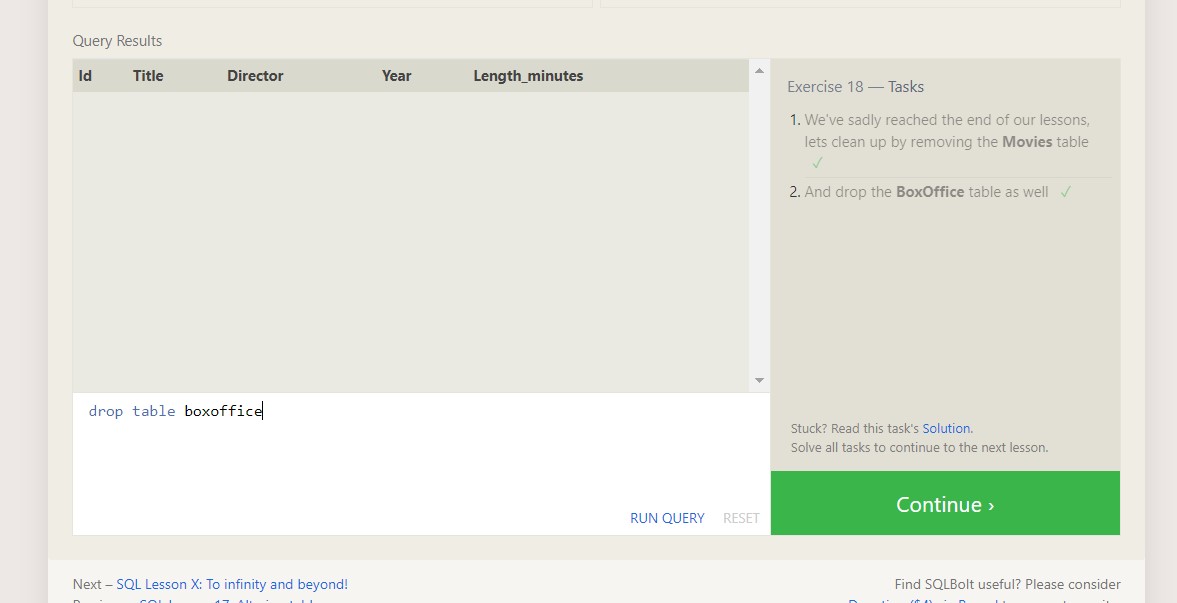 Query Results
Id Title Director Year Length_minutes
Exercise 18 — Tasks
1. We've sadly reached the end of our lessons,
lets clean up by removing the Movies table
✓
2. And drop the BoxOffice table as well ✓
drop table boxoffice
Stuck? Read this task's Solution.
Solve all tasks to continue to the next lesson.
RUN QUERY RESET
Continue ›
Next – SQL Lesson X: To infinity and beyond!
Find SQLBolt useful? Please consider